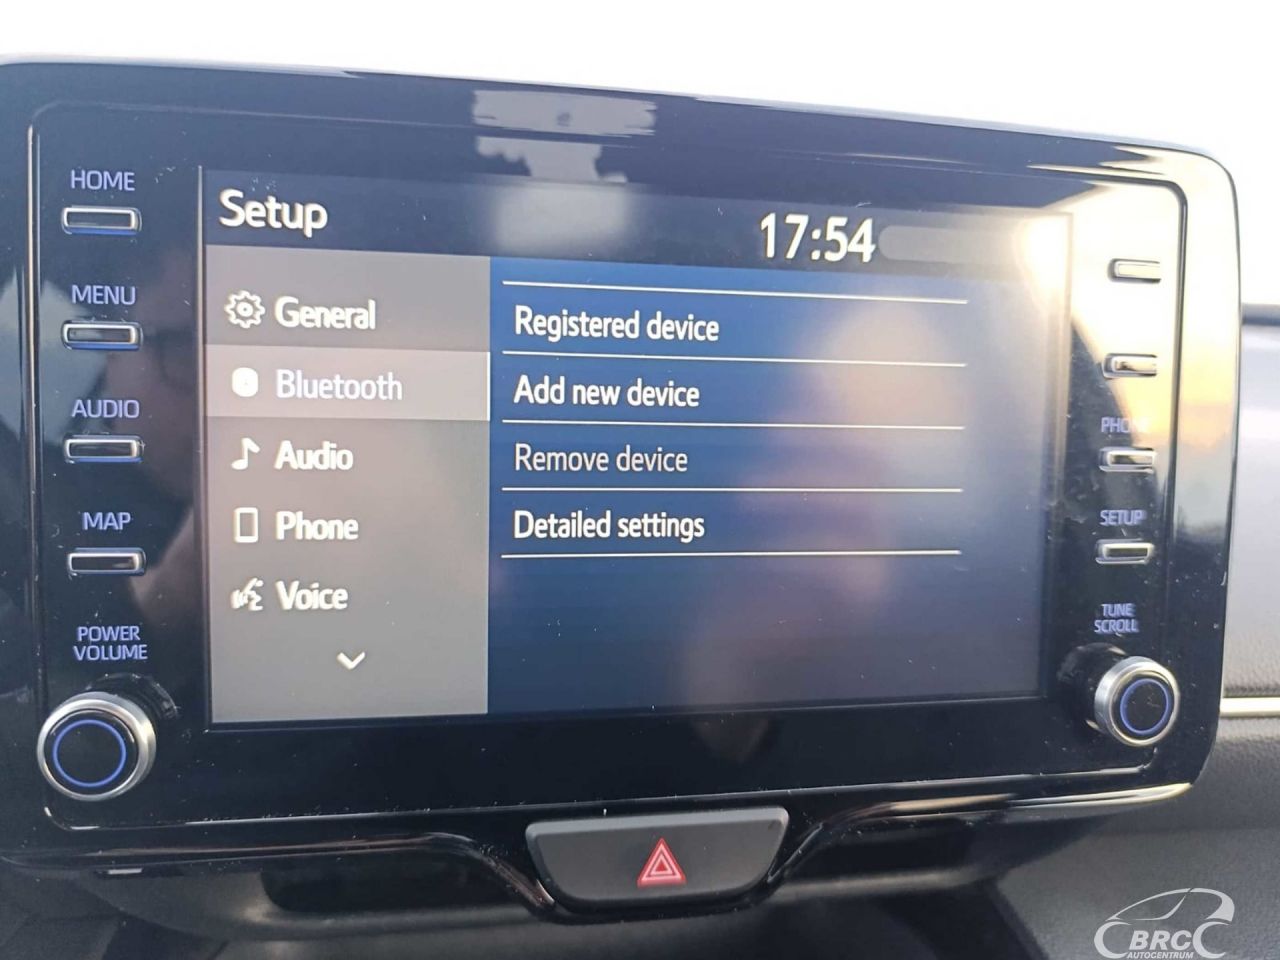 HOME
MENU
AUDIO
MAP
POWER
VOLUME
Setup
17:54
General
Bluetooth
Audio
Phone
Voice
Registered device
Add new device
Remove device
Detailed settings
PHONE
SETUP
TUNE
SCROLL
BRC
AUTOCENTRUM